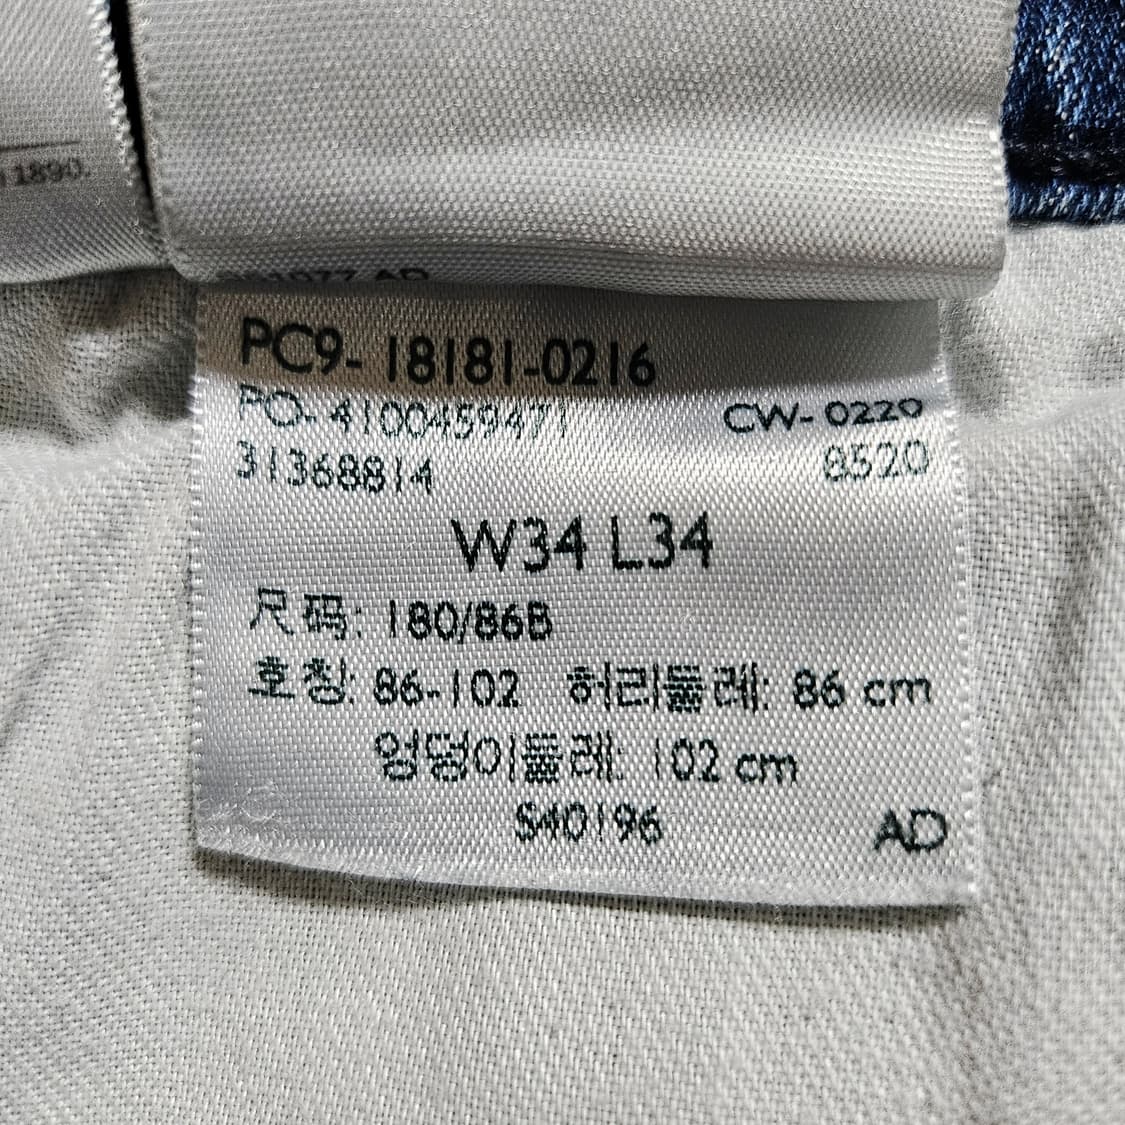 1890.
PC9- 18181-0216
PO- 4100459471 CW- 0220
31368814 8520
W34 L34
尺码: 180/86B
호칭: 86-102 허리둘레: 86 cm
엉덩이둘레: 102 cm
S40196 AD